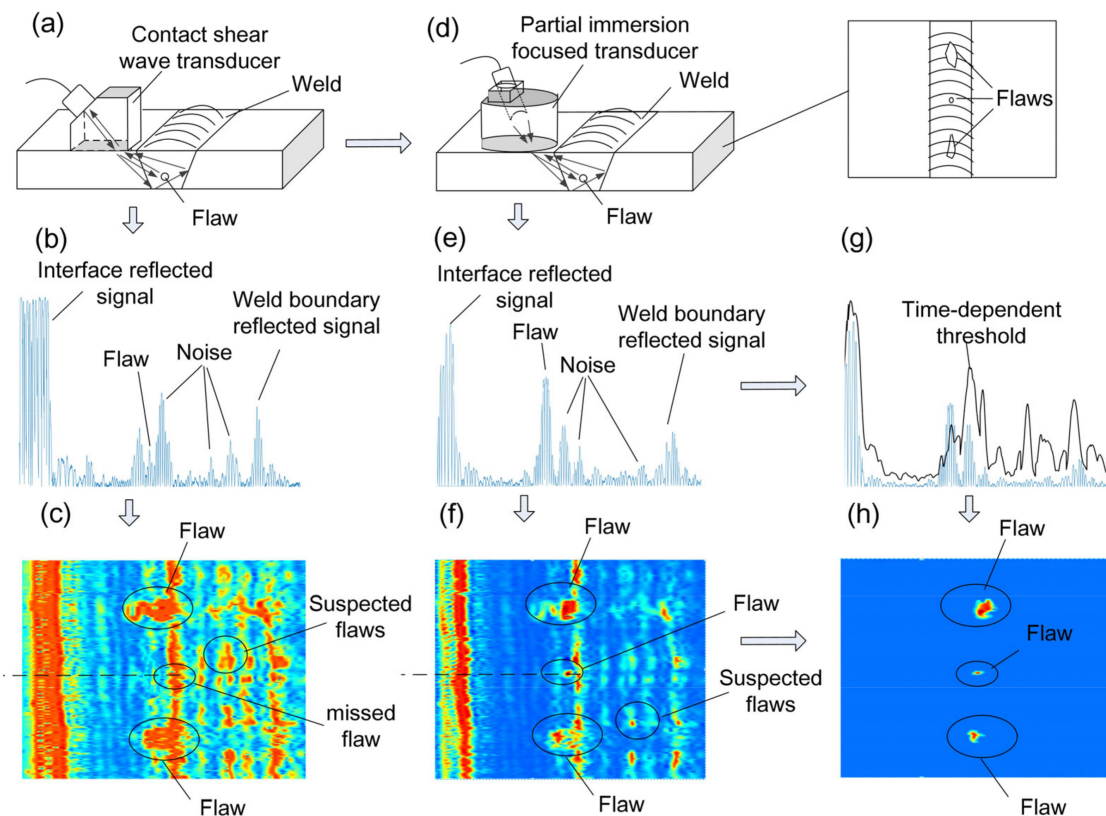 (a)
Contact shear
wave transducer
Weld
Flaw
(d)
Partial immersion
focused transducer
Weld
Flaw
Flaws
(b)
Interface reflected
signal
Flaw
Noise
Weld boundary
reflected signal
(e)
Interface reflected
signal
Flaw
Noise
Weld boundary
reflected signal
(g)
Time-dependent
threshold
(c)
Flaw
Suspected
flaws
missed
flaw
Flaw
(f)
Flaw
Flaw
Suspected
flaws
Flaw
(h)
Flaw
Flaw
Flaw